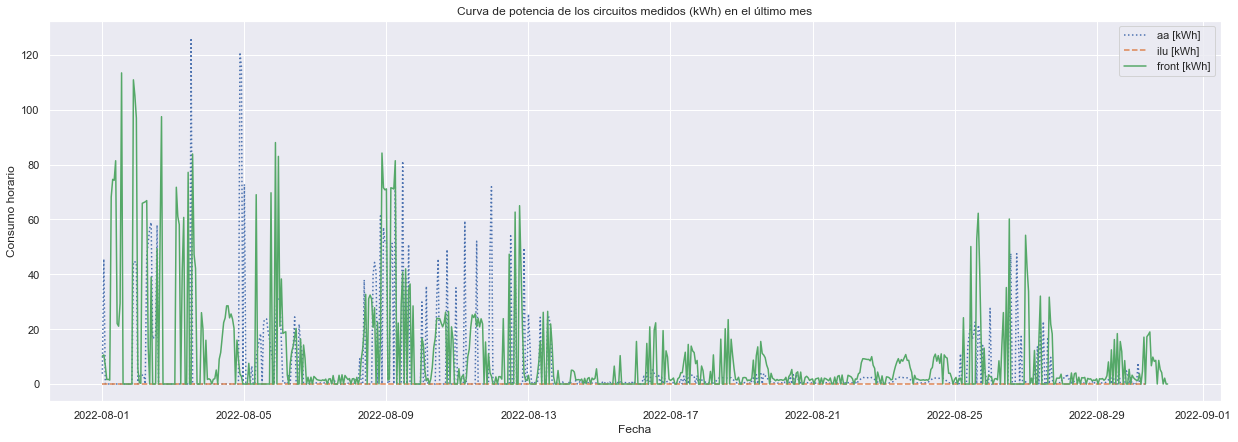 Curva de potencia de los circuitos medidos (kWh) en el último mes
aa [kWh]
ilu [kWh]
front [kWh]
Consumo horario
120
100
80
60
40
20
0
2022-08-01
2022-08-05
2022-08-09
2022-08-13
2022-08-17
2022-08-21
2022-08-25
2022-08-29
2022-09-01
Fecha